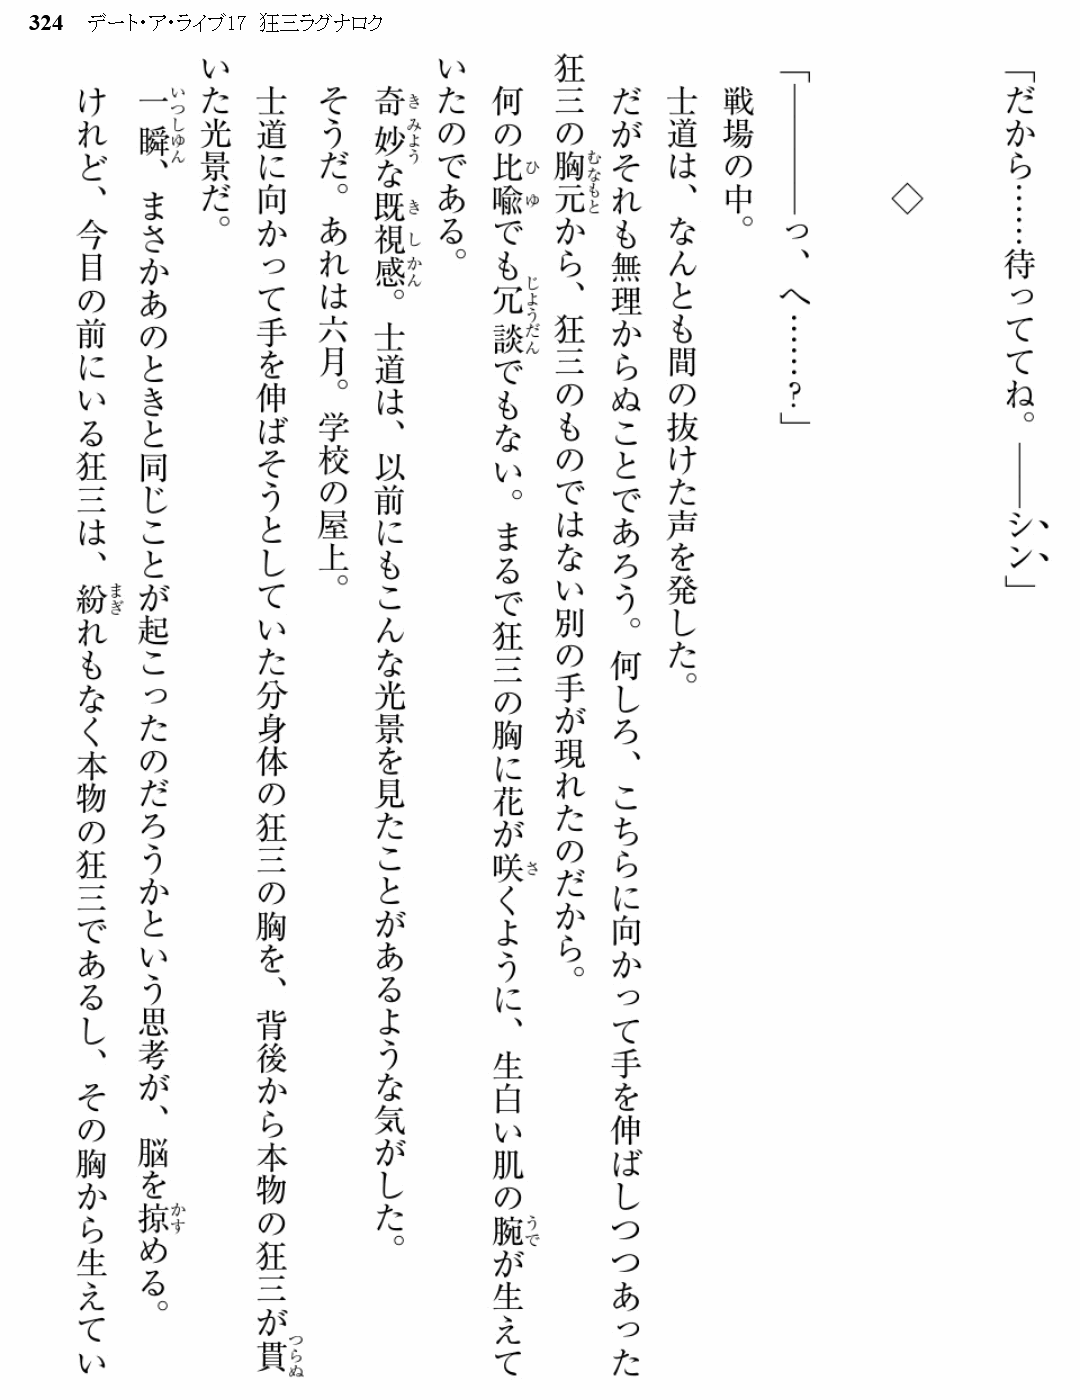 324 デート・ア・ライブ17 狂三ラグナロク
「だから……待っててね。――シン」
◇
「――――っ、へ……？」
戦場の中。
士道は、なんとも間の抜けた声を発した。
だがそれも無理からぬことであろう。何しろ、こちらに向かって手を伸ばしつつあった
狂三の胸元から、狂三のものではない別の手が現れたのだから。
何の比喩でも冗談でもない。まるで狂三の胸に花が咲くように、生白い肌の腕が生えて
いたのである。
奇妙な既視感。士道は、以前にもこんな光景を見たことがあるような気がした。
そうだ。あれは六月。学校の屋上。
士道に向かって手を伸ばそうとしていた分身体の狂三の胸を、背後から本物の狂三が貫
いた光景だ。
一瞬、まさかあのときと同じことが起こったのだろうかという思考が、脳を掠める。
けれど、今目の前にいる狂三は、紛れもなく本物の狂三であるし、その胸から生えてい